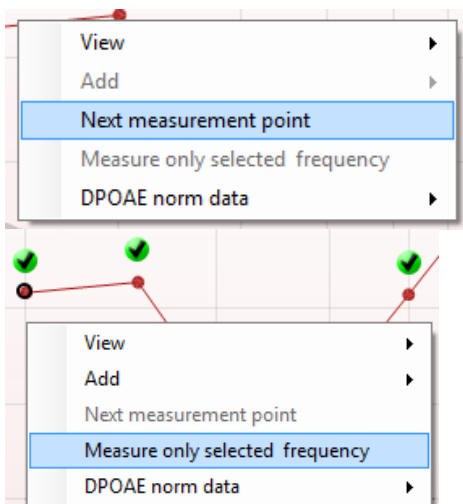 View
Add
Next measurement point
Measure only selected frequency
DPOAE norm data
View
Add
Next measurement point
Measure only selected frequency
DPOAE norm data